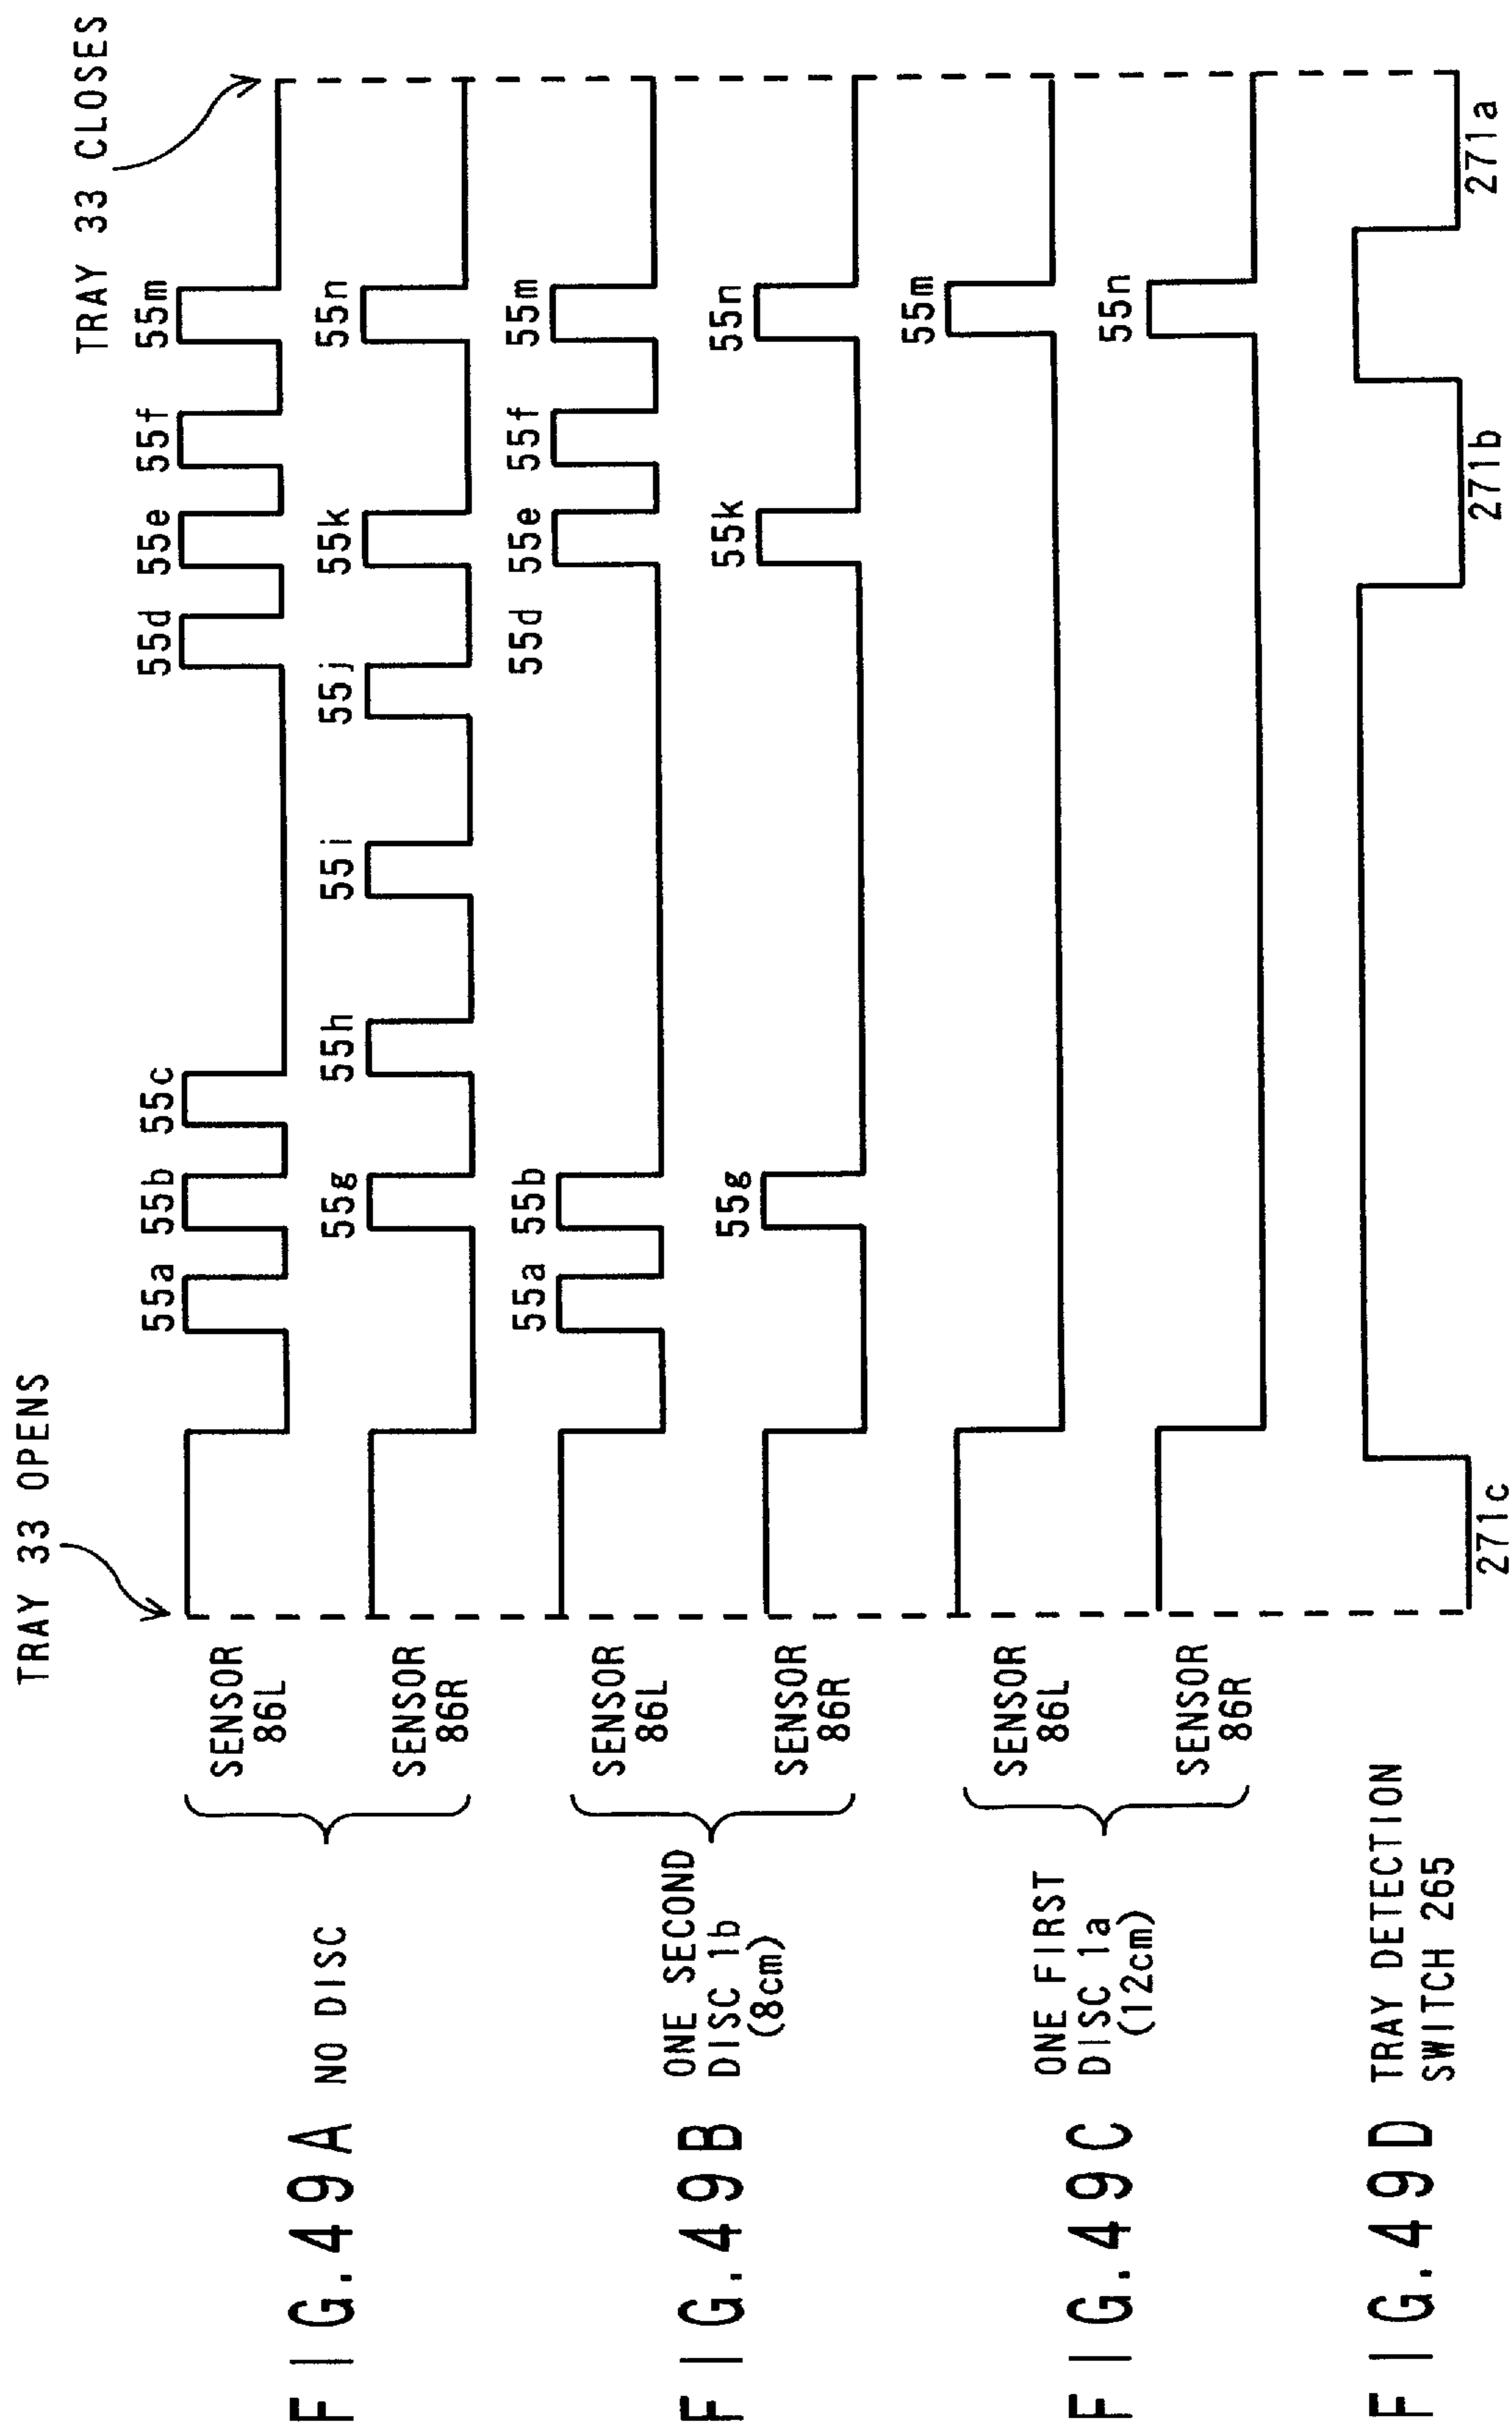 TRAY 33 OPENS
TRAY 33 CLOSES
FIG. 49A NO DISC
SENSOR
86L
55a 55b 55c 55d 55e 55f 55m
SENSOR
86R
55g 55h 55i 55j 55k 55n
FIG. 49B ONE SECOND
DISC 1b
(8cm)
SENSOR
86L
55a 55b 55d 55e 55f 55m
SENSOR
86R
55g 55k 55n
FIG. 49C ONE FIRST
DISC 1a
(12cm)
SENSOR
86L
55m
SENSOR
86R
55n
FIG. 49D TRAY DETECTION
SWITCH 265
271c 271b 271a